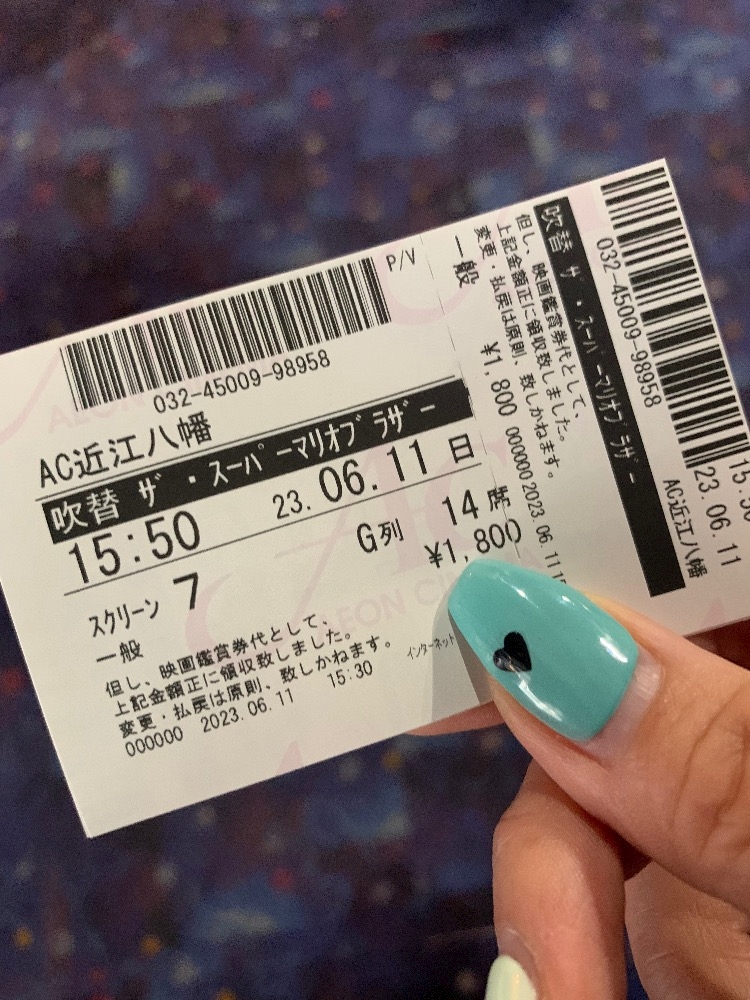 P/V
032-45009-98958
AC近江八幡
吹替 ザ・スーパーマリオブラザー
15:50 23.06.11 日
スクリーン 7 G列 14 席
一般 ¥1,800
但し、映画鑑賞券代として、
上記金額正に領収致しました。
変更・払戻は原則、致しかねます。
000000 2023.06.11 15:30
インターネット
一般 ¥1,800
但し、映画鑑賞券代として、
上記金額正に領収致しました。
変更・払戻は原則、致しかねます。
000000 2023.06.11
吹替 ザ・スーパーマリオブラザー
032-45009-98958
AC近江八幡
23.06.11